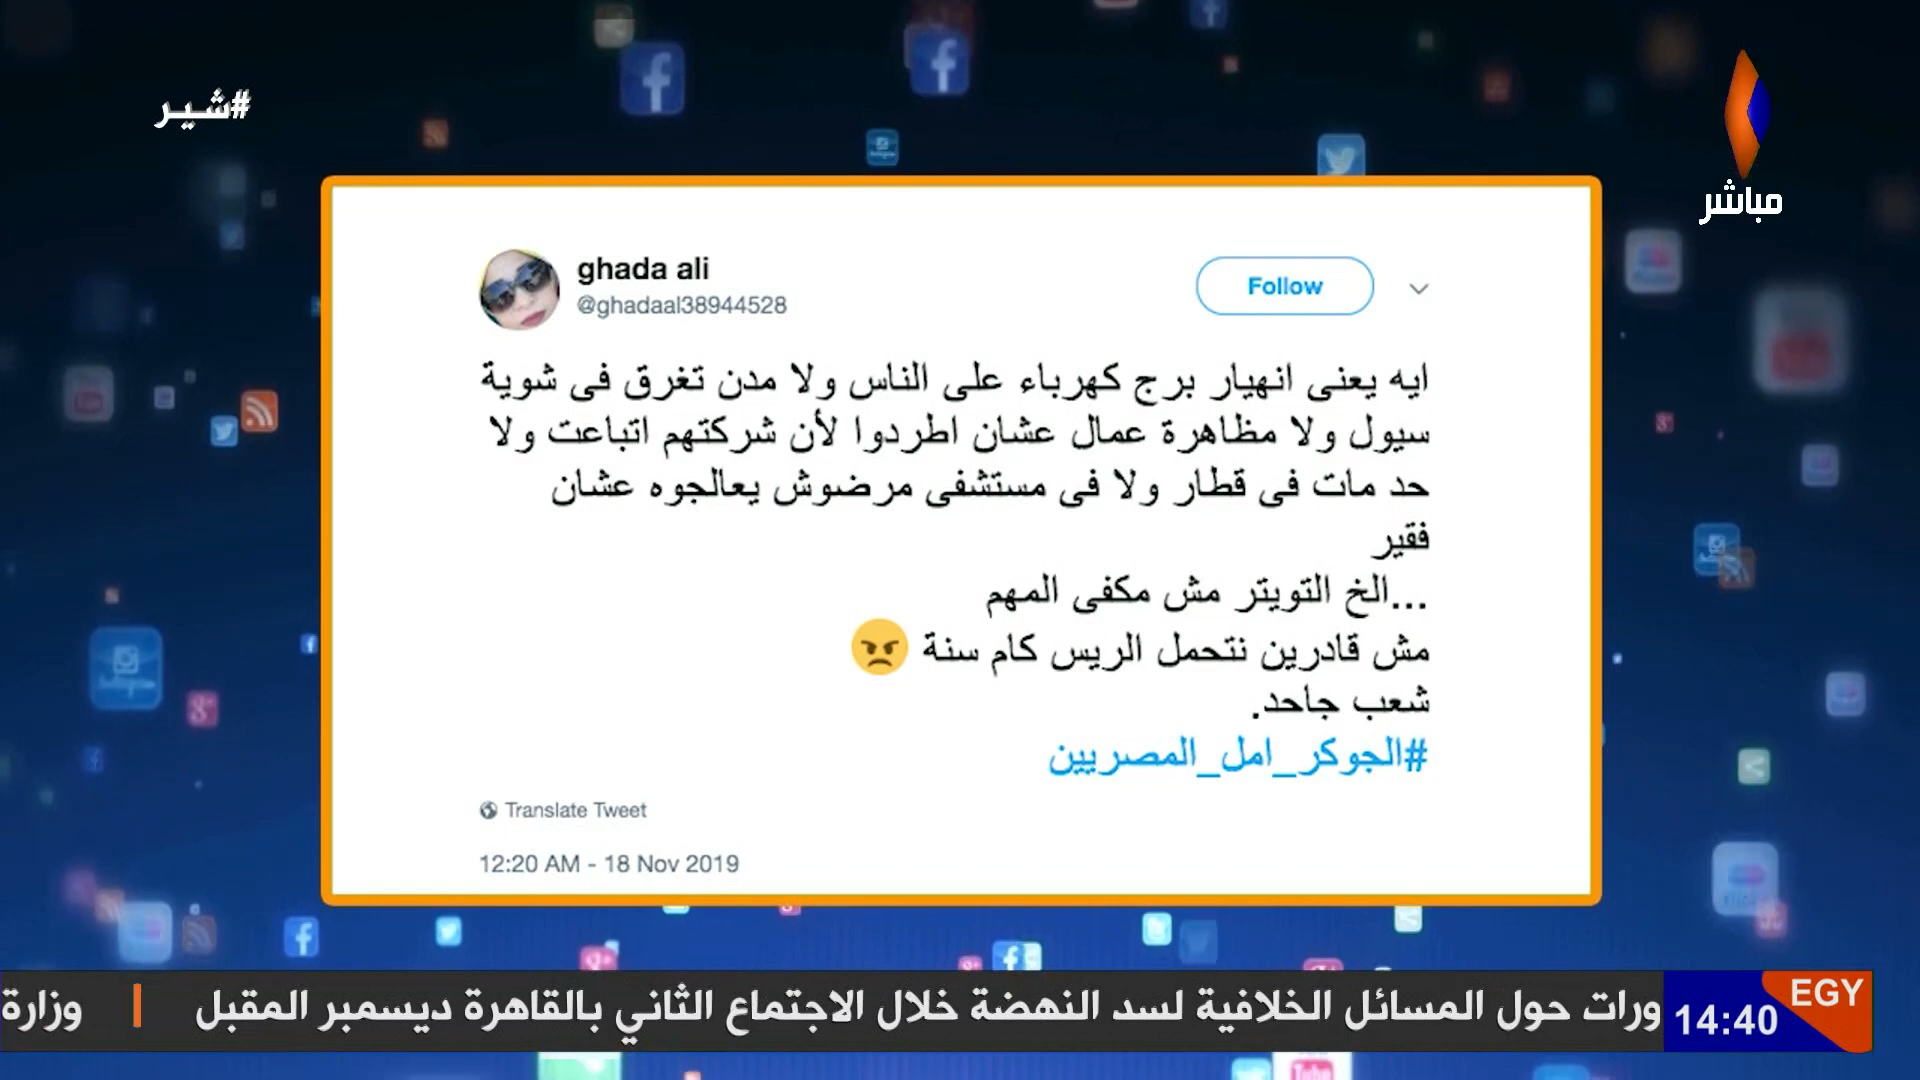 #شير
مباشر
ghada ali
@ghadaal38944528
Follow
ايه يعنى انهيار برج كهرباء على الناس ولا مدن تغرق فى شوية
سيول ولا مظاهرة عمال عشان اطردوا لأن شركتهم اتباعت ولا
حد مات فى قطار ولا فى مستشفى مرضوش يعالجوه عشان
فقير
...الخ التويتر مش مكفى المهم
مش قادرين نتحمل الريس كام سنة 😠
شعب جاحد.
#الجوكر_امل_المصريين
Translate Tweet
12:20 AM - 18 Nov 2019
EGY
14:40
ورات حول المسائل الخلافية لسد النهضة خلال الاجتماع الثاني بالقاهرة ديسمبر المقبل | وزارة